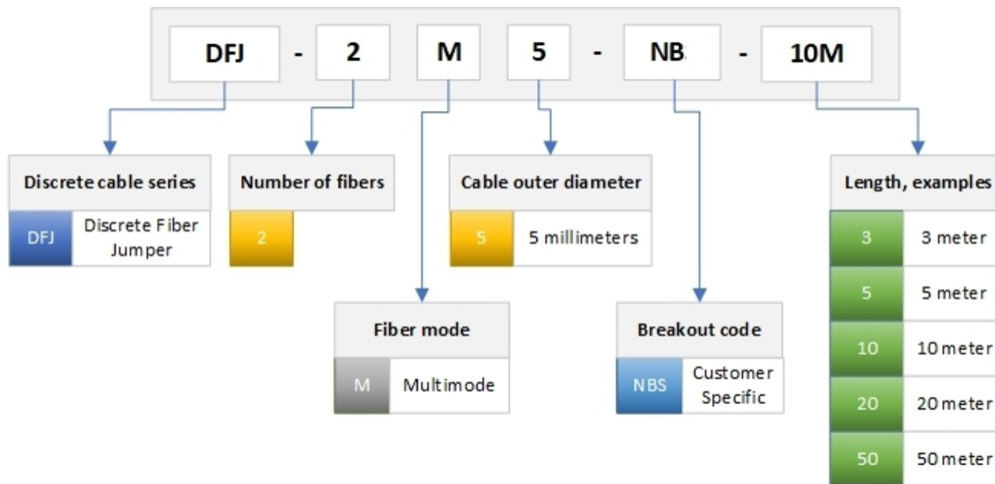 DFJ - 2 M 5 - NB - 10M
Discrete cable series
DFJ Discrete Fiber
Jumper
Number of fibers
2
Cable outer diameter
5 5 millimeters
Length, examples
3 3 meter
5 5 meter
10 10 meter
20 20 meter
50 50 meter
Fiber mode
M Multimode
Breakout code
NBS Customer
Specific